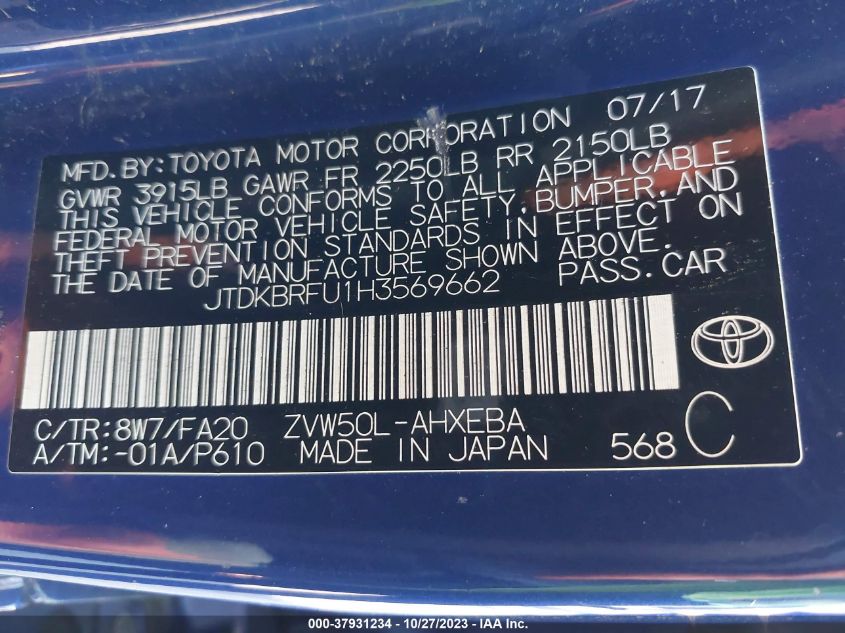 MFD.BY:TOYOTA MOTOR CORPORATION 07/17
GVWR 3915LB GAWR FR 2250LB RR 2150LB
THIS VEHICLE CONFORMS TO ALL APPLICABLE
FEDERAL MOTOR VEHICLE SAFETY,BUMPER,AND
THEFT PREVENTION STANDARDS IN EFFECT ON
THE DATE OF MANUFACTURE SHOWN ABOVE.
JTDKBRFU1H3569662 PASS.CAR
C/TR:8W7/FA20 ZVW50L-AHXEBA
A/TM:-01A/P610 MADE IN JAPAN 568 C
000-37931234 - 10/27/2023 - IAA Inc.